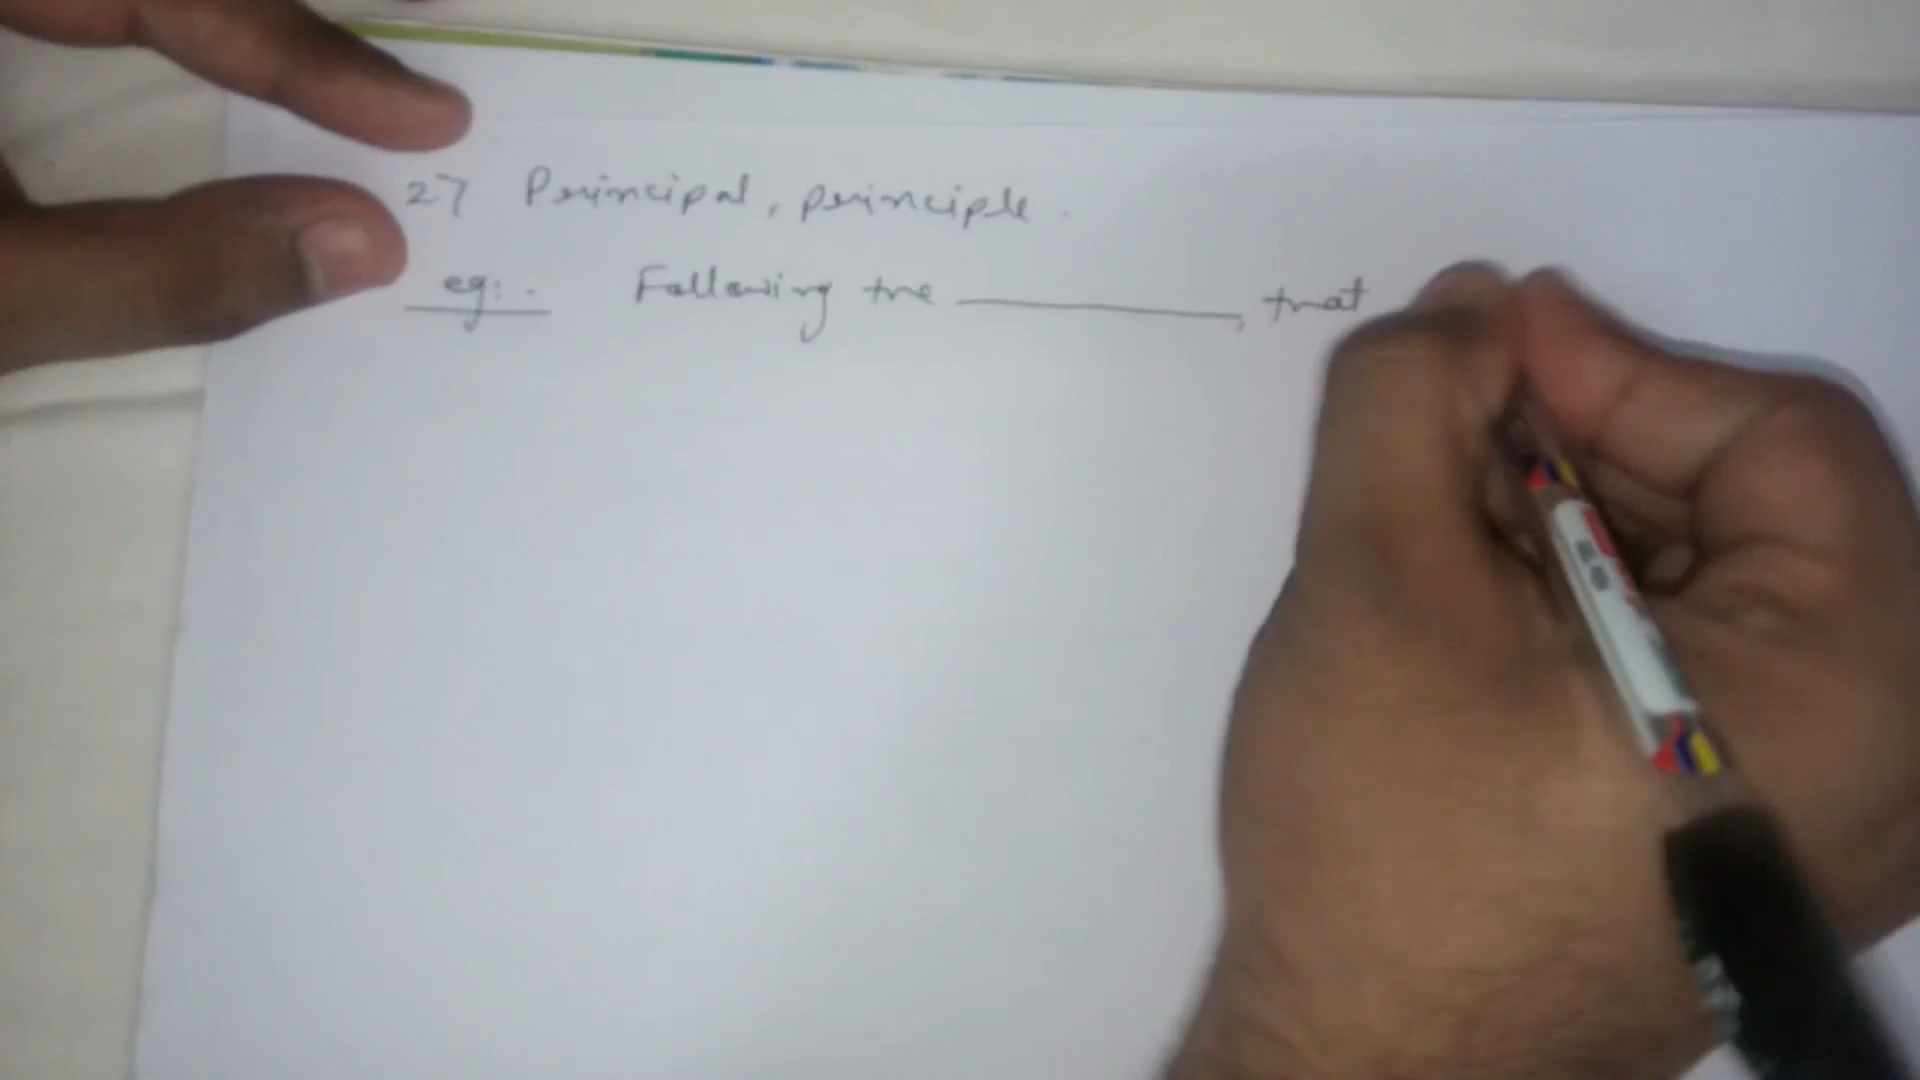 27 Principal, principle.
eg:. Following the ________, that